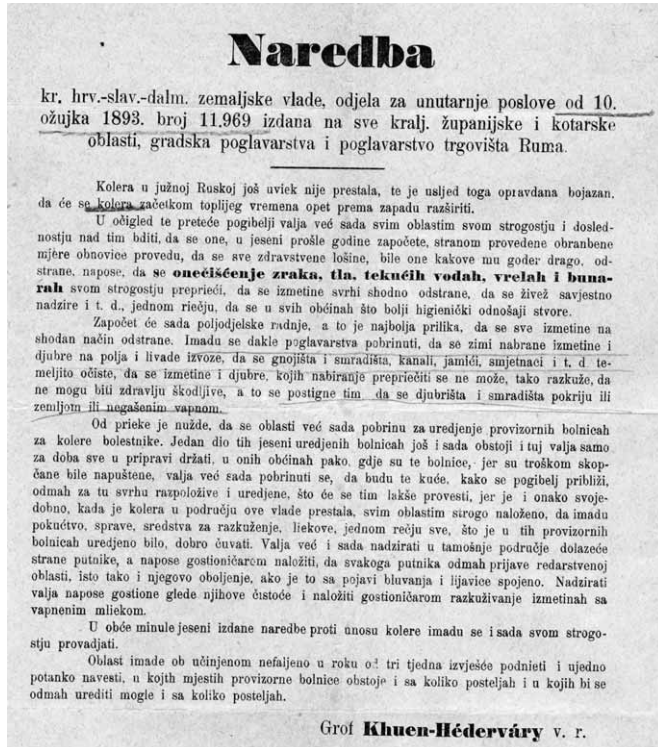 Naredba
kr. hrv.-slav.-dalm. zemaljske vlade, odjela za unutarnje poslove od 10.
ožujka 1893. broj 11.969 izdana na sve kralj. županijske i kotarske
oblasti, gradska poglavarstva i poglavarstvo trgovišta Ruma.
Kolera u južnoj Ruskoj još uviek nije prestala, te je usljed toga opravdana bojazan,
da će se kolera začetkom toplijeg vremena opet prema zapadu razširiti.
U očigled te preteće pogibelji valja već sada svim oblastim svom strogostju i dosled-
nostju nad tim bditi, da se one, u jeseni prošle godine započete, stranom provedene obranbene
mjere obnovice provedu, da se sve zdravstvene lošine, bile one kakove mu goder drago, od-
strane, napose, da se onečišćenje zraka, tla, tekućih vodah, vrelah i buna-
rah svom strogostju prepriečí, da se izmetine svrhi shodno odstrane, da se živež savjestno
nadzire i t. d., jednom riečju, da se u svih občinah što bolji higienički odnošaji stvore.
Započet će sada poljodjelske radnje, a to je najbolja prilika, da se sve izmetine na
shodan način odstrane. Imadu se dakle poglavarstva pobrinuti, da se zimi nabrane izmetine i
djubre na polja i livade izvoze, da se gnojišta i smradišta, kanali, jamići, smjetnaci i t. d. te-
meljito očiste, da se izmetine i djubre, kojih nabiranje prepriečiti se ne može, tako razkuže, da
ne mogu biti zdravlju škodljive, a to se postigne tim, da se djubrišta i smradišta pokriju ili
zemljom ili negašenim vapnom.
Od prieke je nužde, da se oblasti već sada pobrinu za uredjenje provizornih bolnicah
za kolere bolestnike. Jedan dio tih jeseni uredjenih bolnicah još i sada obstoji i tuj valja samo
za doba sve u pripravi držati, u onih občinah pako, gdje su te bolnice, jer su troškom skop-
čane bile napuštene, valja već sada pobrinuti se, da budu te kuće, kako se pogibelj približi,
odmah za tu svrhu razpoložive i uredjene, što će se tim lakše provesti, jer je i onako svoje-
dobno, kada je kolera u području ove vlade prestala, svim oblastim strogo naloženo, da imadu
pokućtvo, sprave, sredstva za razkuženje, liekove, jednom rečju sve, što je u tih provizornih
bolnicah uredjeno bilo, dobro čuvati. Valja već i sada nadzirati u tamošnje područje dolazeće
strane putnike, a napose gostioničarom naložiti, da svakoga putnika odmah prijave redarstvenoj
oblasti, isto tako i njegovo oboljenje, ako je to sa pojavi bluvanja i lijavice spojeno. Nadzirati
valja napose gostione glede njihove čistoće i naložiti gostioničarom razkuživanje izmetinah sa
vapnenim mliekom.
U obće minule jeseni izdane naredbe proti unosu kolere imadu se i sada svom strogo-
stju provadjati.
Oblast imade ob učinjenom nefaljeno u roku od tri tjedna izvješće podnieti i ujedno
potanko navesti, u kojth mjestih provizorne bolnice obstoje i sa koliko posteljah i u kojih bi se
odmah urediti mogle i sa koliko posteljah.
Grof Khuen-Héderváry v. r.